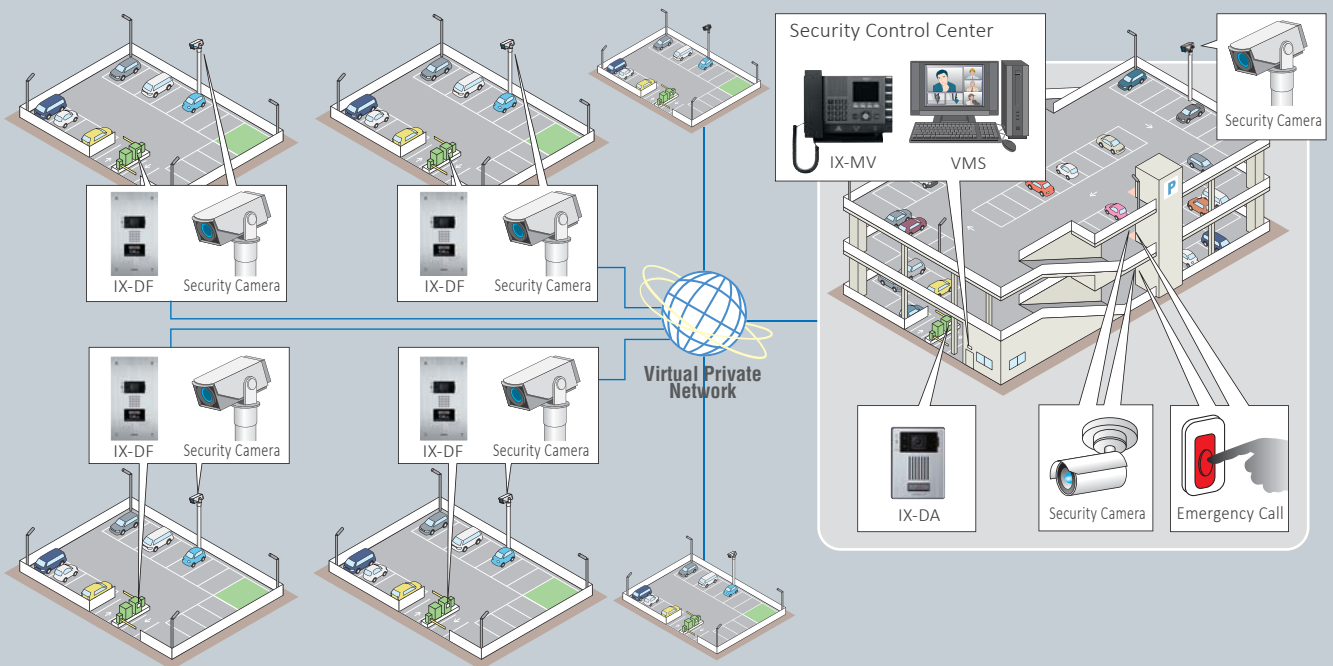 Security Control Center
IX-MV
VMS
Security Camera
P
IX-DF
Security Camera
IX-DF
Security Camera
Virtual Private
Network
IX-DF
Security Camera
IX-DF
Security Camera
IX-DA
Security Camera
Emergency Call